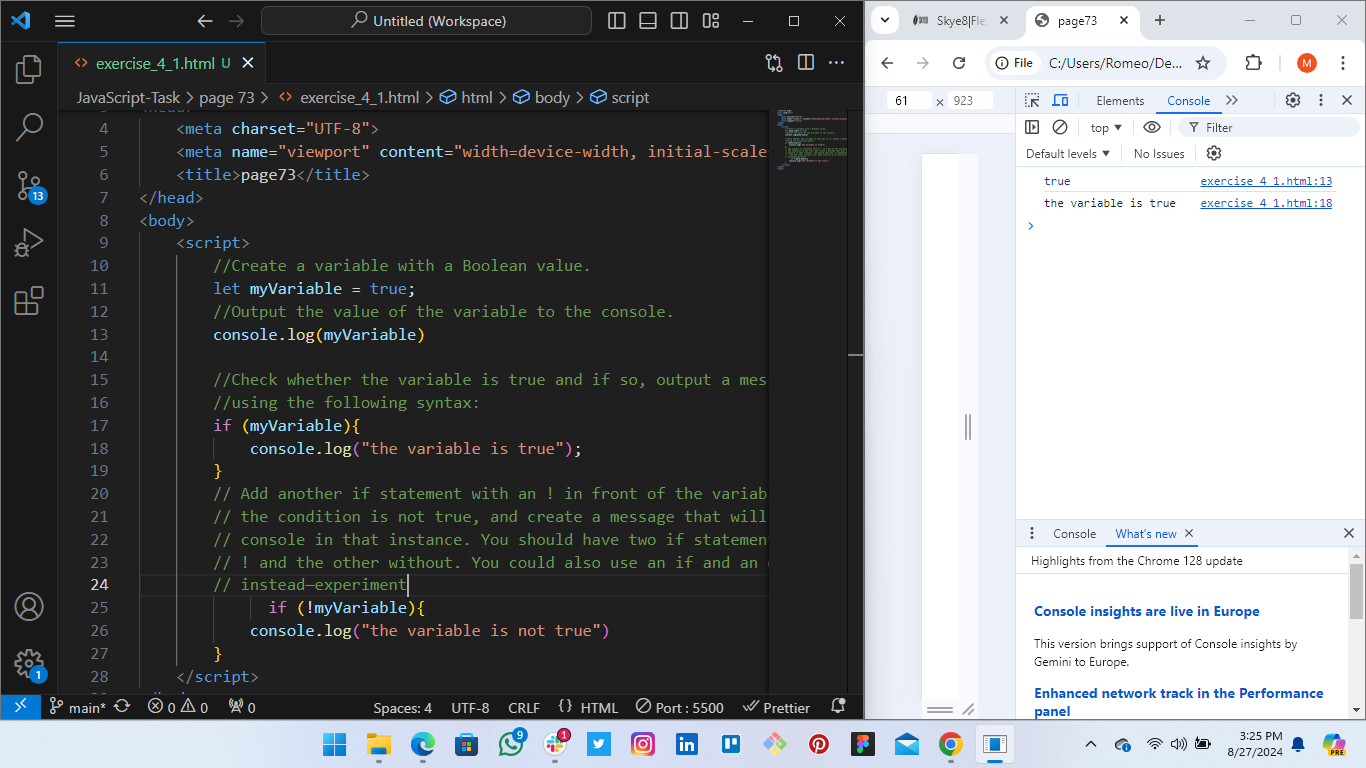 Untitled (Workspace)
exercise_4_1.html U
JavaScript-Task > page 73 > exercise_4_1.html > html > body > script
4 <meta charset="UTF-8">
5 <meta name="viewport" content="width=device-width, initial-scale
6 <title>page73</title>
7 </head>
8 <body>
9 <script>
10 //Create a variable with a Boolean value.
11 let myVariable = true;
12 //Output the value of the variable to the console.
13 console.log(myVariable)
14
15 //Check whether the variable is true and if so, output a mes
16 //using the following syntax:
17 if (myVariable){
18 console.log("the variable is true");
19 }
20 // Add another if statement with an ! in front of the variab
21 // the condition is not true, and create a message that will
22 // console in that instance. You should have two if statement
23 // ! and the other without. You could also use an if and an
24 // instead—experiment
25 if (!myVariable){
26 console.log("the variable is not true")
27 }
28 </script>
13
1
main*
0 0
0
Spaces: 4
UTF-8
CRLF
{ } HTML
Port : 5500
Prettier
Skye8|Fle
page73
File
C:/Users/Romeo/De...
M
61 × 923
Elements
Console
top
Filter
Default levels
No Issues
true exercise_4_1.html:13
the variable is true exercise_4_1.html:18
Console
What's new
Highlights from the Chrome 128 update
Console insights are live in Europe
This version brings support of Console insights by
Gemini to Europe.
Enhanced network track in the Performance
panel
9
1
3:25 PM
8/27/2024
PRE